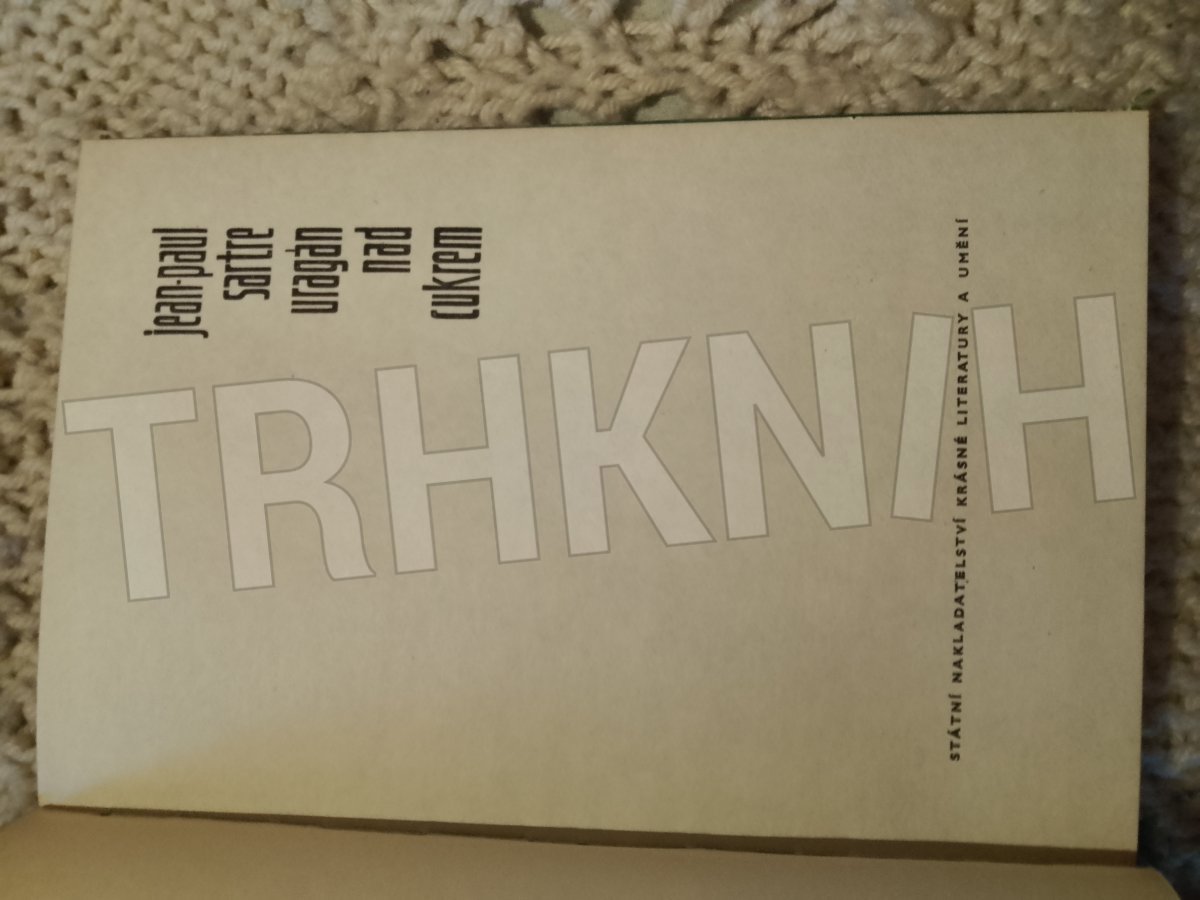 jean-paul
sartre
uragán
nad
cukrem
TRHKNIH
STÁTNÍ NAKLADATELSTVÍ KRÁSNÉ LITERATURY A UMĚNÍ